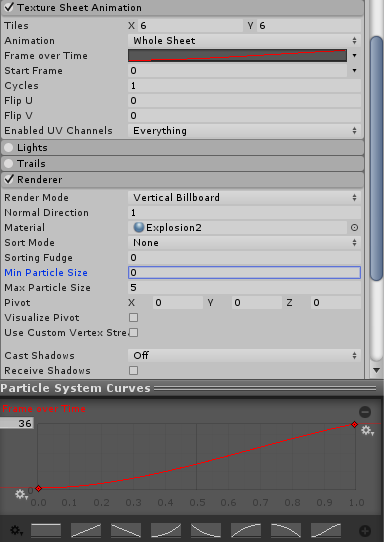 Texture Sheet Animation
Tiles X 6 Y 6
Animation Whole Sheet
Frame over Time
Start Frame 0
Cycles 1
Flip U 0
Flip V 0
Enabled UV Channels Everything
Lights
Trails
Renderer
Render Mode Vertical Billboard
Normal Direction 1
Material Explosion2
Sort Mode None
Sorting Fudge 0
Min Particle Size 0
Max Particle Size 5
Pivot X 0 Y 0 Z 0
Visualize Pivot
Use Custom Vertex Strea
Cast Shadows Off
Receive Shadows
Particle System Curves
Frame over Time
36
0.0 0.1 0.2 0.3 0.4 0.5 0.6 0.7 0.8 0.9 1.0